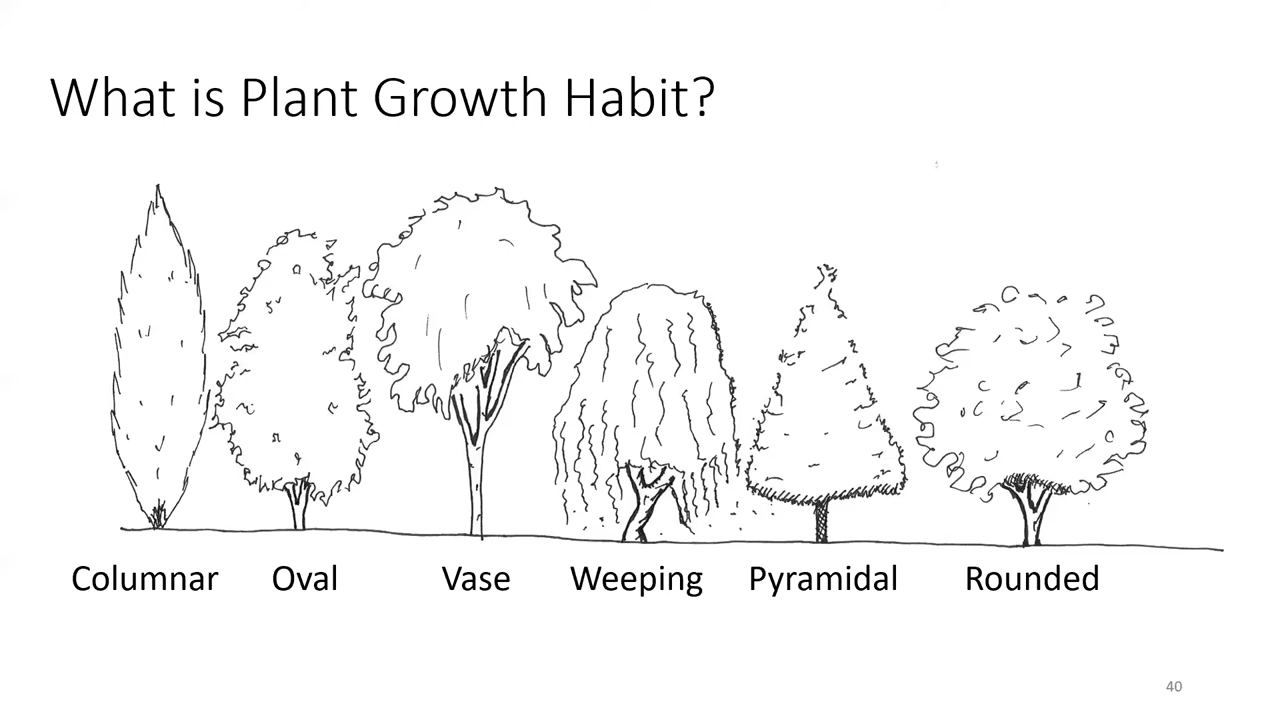 What is Plant Growth Habit?
Columnar Oval Vase Weeping Pyramidal Rounded
40